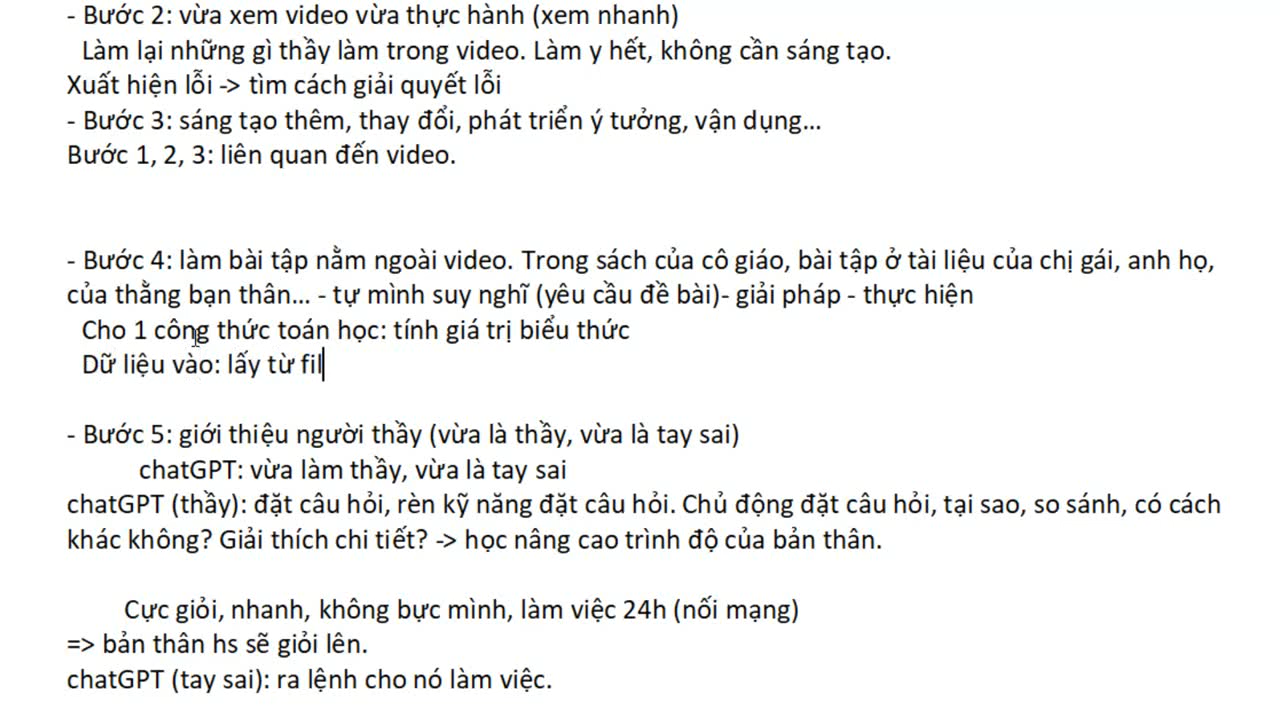 - Bước 2: vừa xem video vừa thực hành (xem nhanh)
Làm lại những gì thầy làm trong video. Làm y hết, không cần sáng tạo.
Xuất hiện lỗi -> tìm cách giải quyết lỗi
- Bước 3: sáng tạo thêm, thay đổi, phát triển ý tưởng, vận dụng...
Bước 1, 2, 3: liên quan đến video.
- Bước 4: làm bài tập nằm ngoài video. Trong sách của cô giáo, bài tập ở tài liệu của chị gái, anh họ,
của thằng bạn thân... - tự mình suy nghĩ (yêu cầu đề bài)- giải pháp - thực hiện
Cho 1 công thức toán học: tính giá trị biểu thức
Dữ liệu vào: lấy từ fil
- Bước 5: giới thiệu người thầy (vừa là thầy, vừa là tay sai)
chatGPT: vừa làm thầy, vừa là tay sai
chatGPT (thầy): đặt câu hỏi, rèn kỹ năng đặt câu hỏi. Chủ động đặt câu hỏi, tại sao, so sánh, có cách
khác không? Giải thích chi tiết? -> học nâng cao trình độ của bản thân.
Cực giỏi, nhanh, không bực mình, làm việc 24h (nối mạng)
=> bản thân hs sẽ giỏi lên.
chatGPT (tay sai): ra lệnh cho nó làm việc.